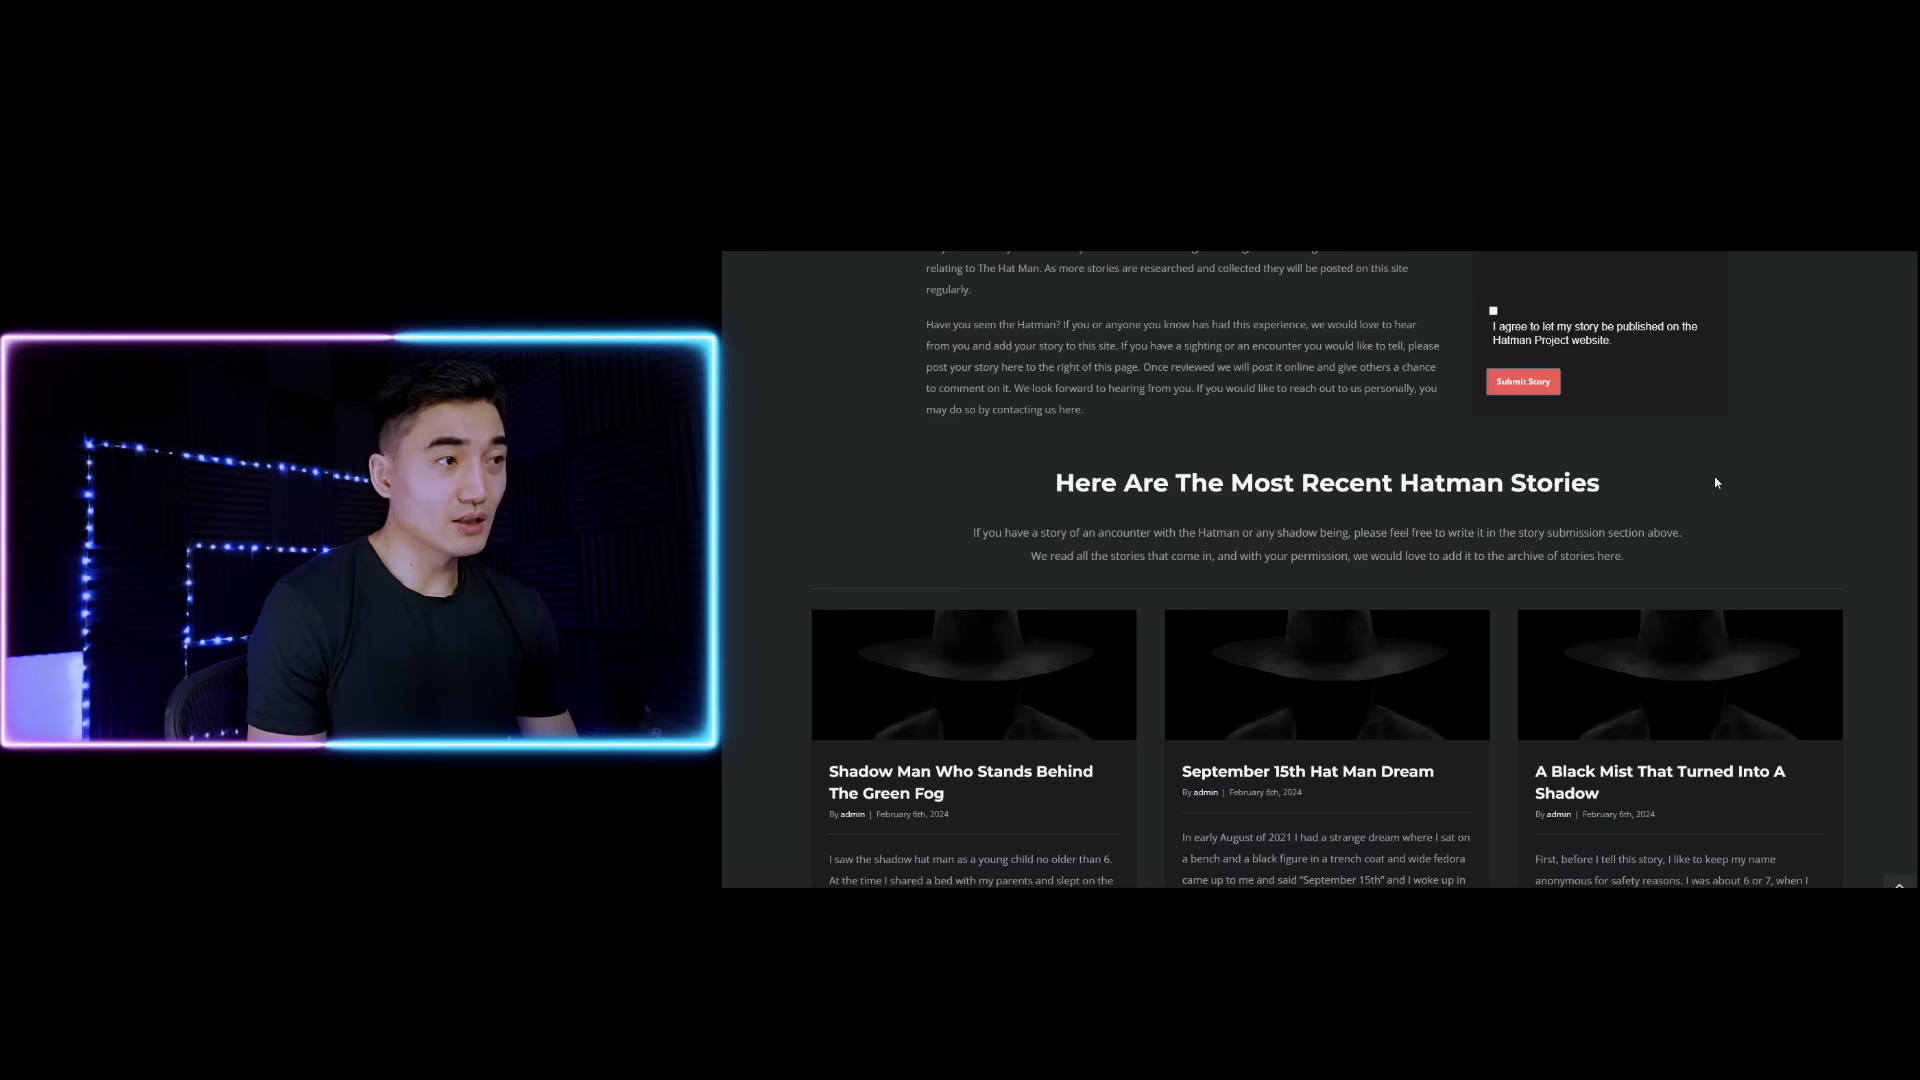 relating to The Hat Man. As more stories are researched and collected they will be posted on this site
regularly.
Have you seen the Hatman? If you or anyone you know has had this experience, we would love to hear
from you and add your story to this site. If you have a sighting or an encounter you would like to tell, please
post your story here to the right of this page. Once reviewed we will post it online and give others a chance
to comment on it. We look forward to hearing from you. If you would like to reach out to us personally, you
may do so by contacting us here.
I agree to let my story be published on the
Hatman Project website.
Submit Story
Here Are The Most Recent Hatman Stories
If you have a story of an ancounter with the Hatman or any shadow being, please feel free to write it in the story submission section above.
We read all the stories that come in, and with your permission, we would love to add it to the archive of stories here.
Shadow Man Who Stands Behind
The Green Fog
By admin | February 6th, 2024
I saw the shadow hat man as a young child no older than 6.
At the time I shared a bed with my parents and slept on the
September 15th Hat Man Dream
By admin | February 6th, 2024
In early August of 2021 I had a strange dream where I sat on
a bench and a black figure in a trench coat and wide fedora
came up to me and said “September 15th” and I woke up in
A Black Mist That Turned Into A
Shadow
By admin | February 6th, 2024
First, before I tell this story, I like to keep my name
anonymous for safety reasons. I was about 6 or 7, when I